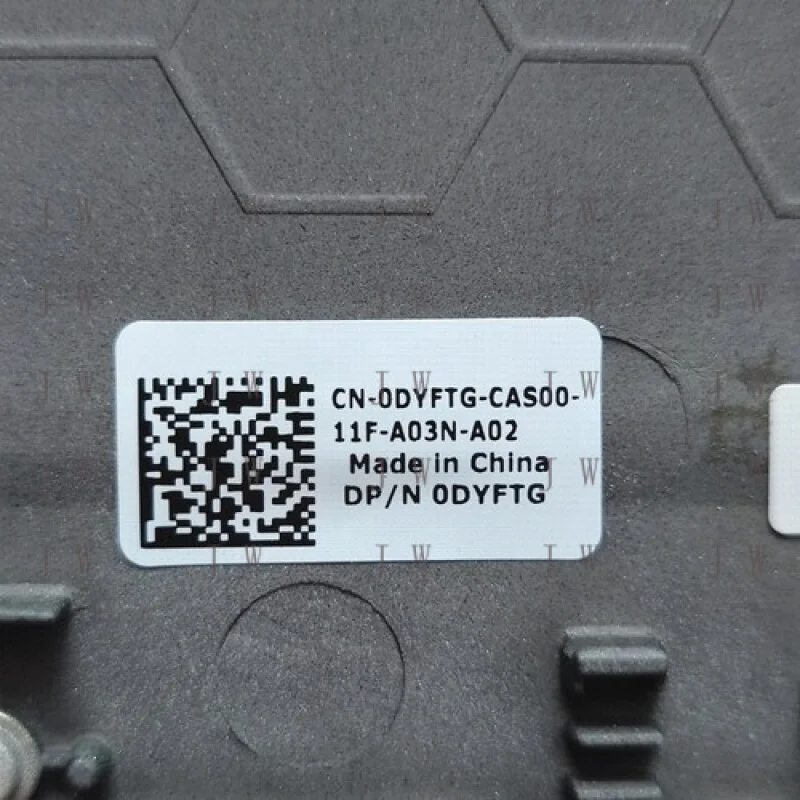 CN-0DYFTG-CAS00-
11F-A03N-A02
Made in China
DP/N 0DYFTG
J W